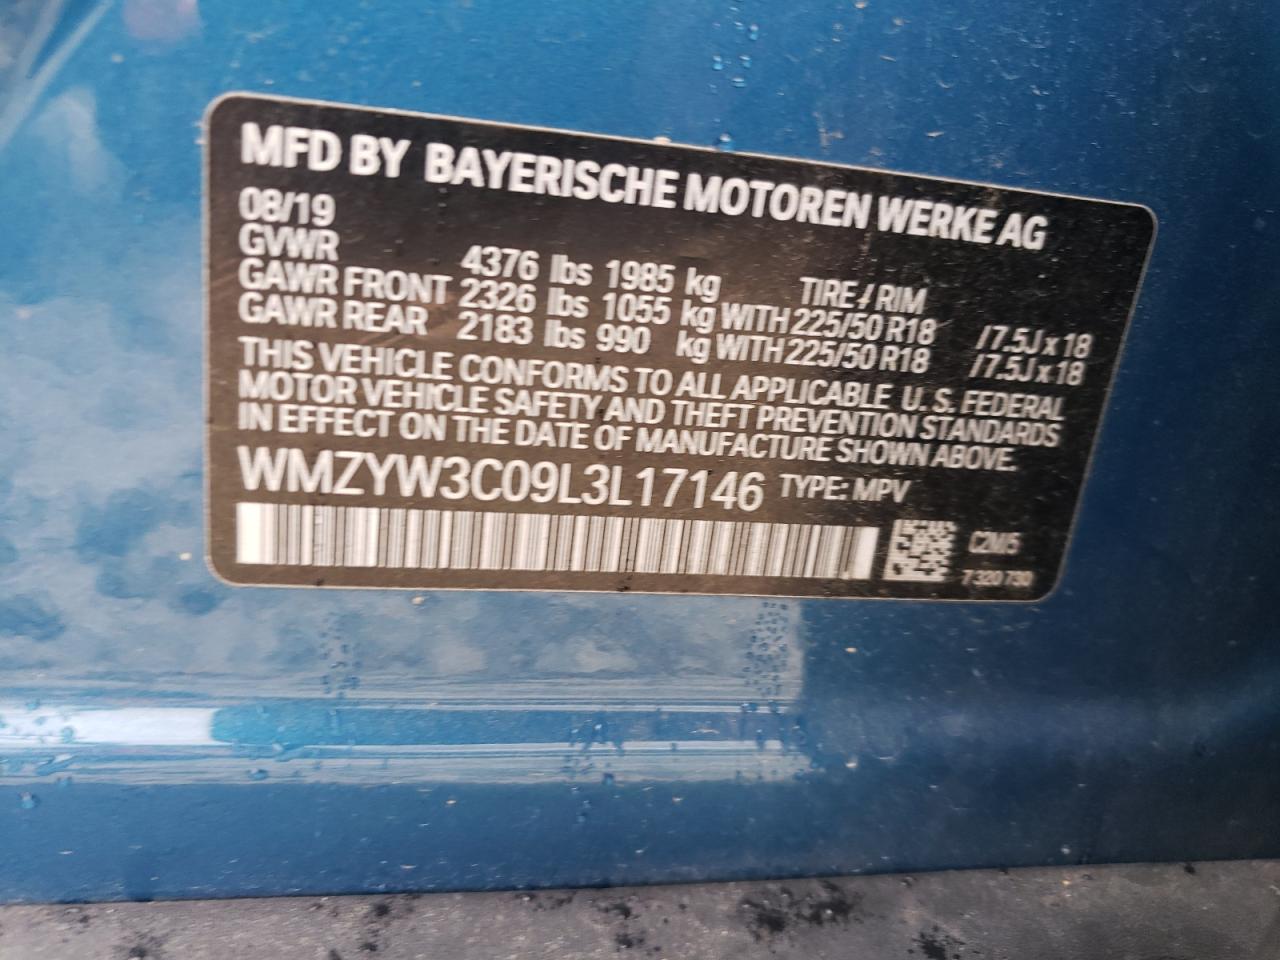 MFD BY BAYERISCHE MOTOREN WERKE AG
08/19
GVWR 4376 lbs 1985 kg TIRE / RIM
GAWR FRONT 2326 lbs 1055 kg WITH 225/50 R18 /7.5J x 18
GAWR REAR 2183 lbs 990 kg WITH 225/50 R18 /7.5J x 18
THIS VEHICLE CONFORMS TO ALL APPLICABLE U. S. FEDERAL
MOTOR VEHICLE SAFETY AND THEFT PREVENTION STANDARDS
IN EFFECT ON THE DATE OF MANUFACTURE SHOWN ABOVE.
WMZYW3C09L3L17146 TYPE: MPV
C2M/5
7 320 730